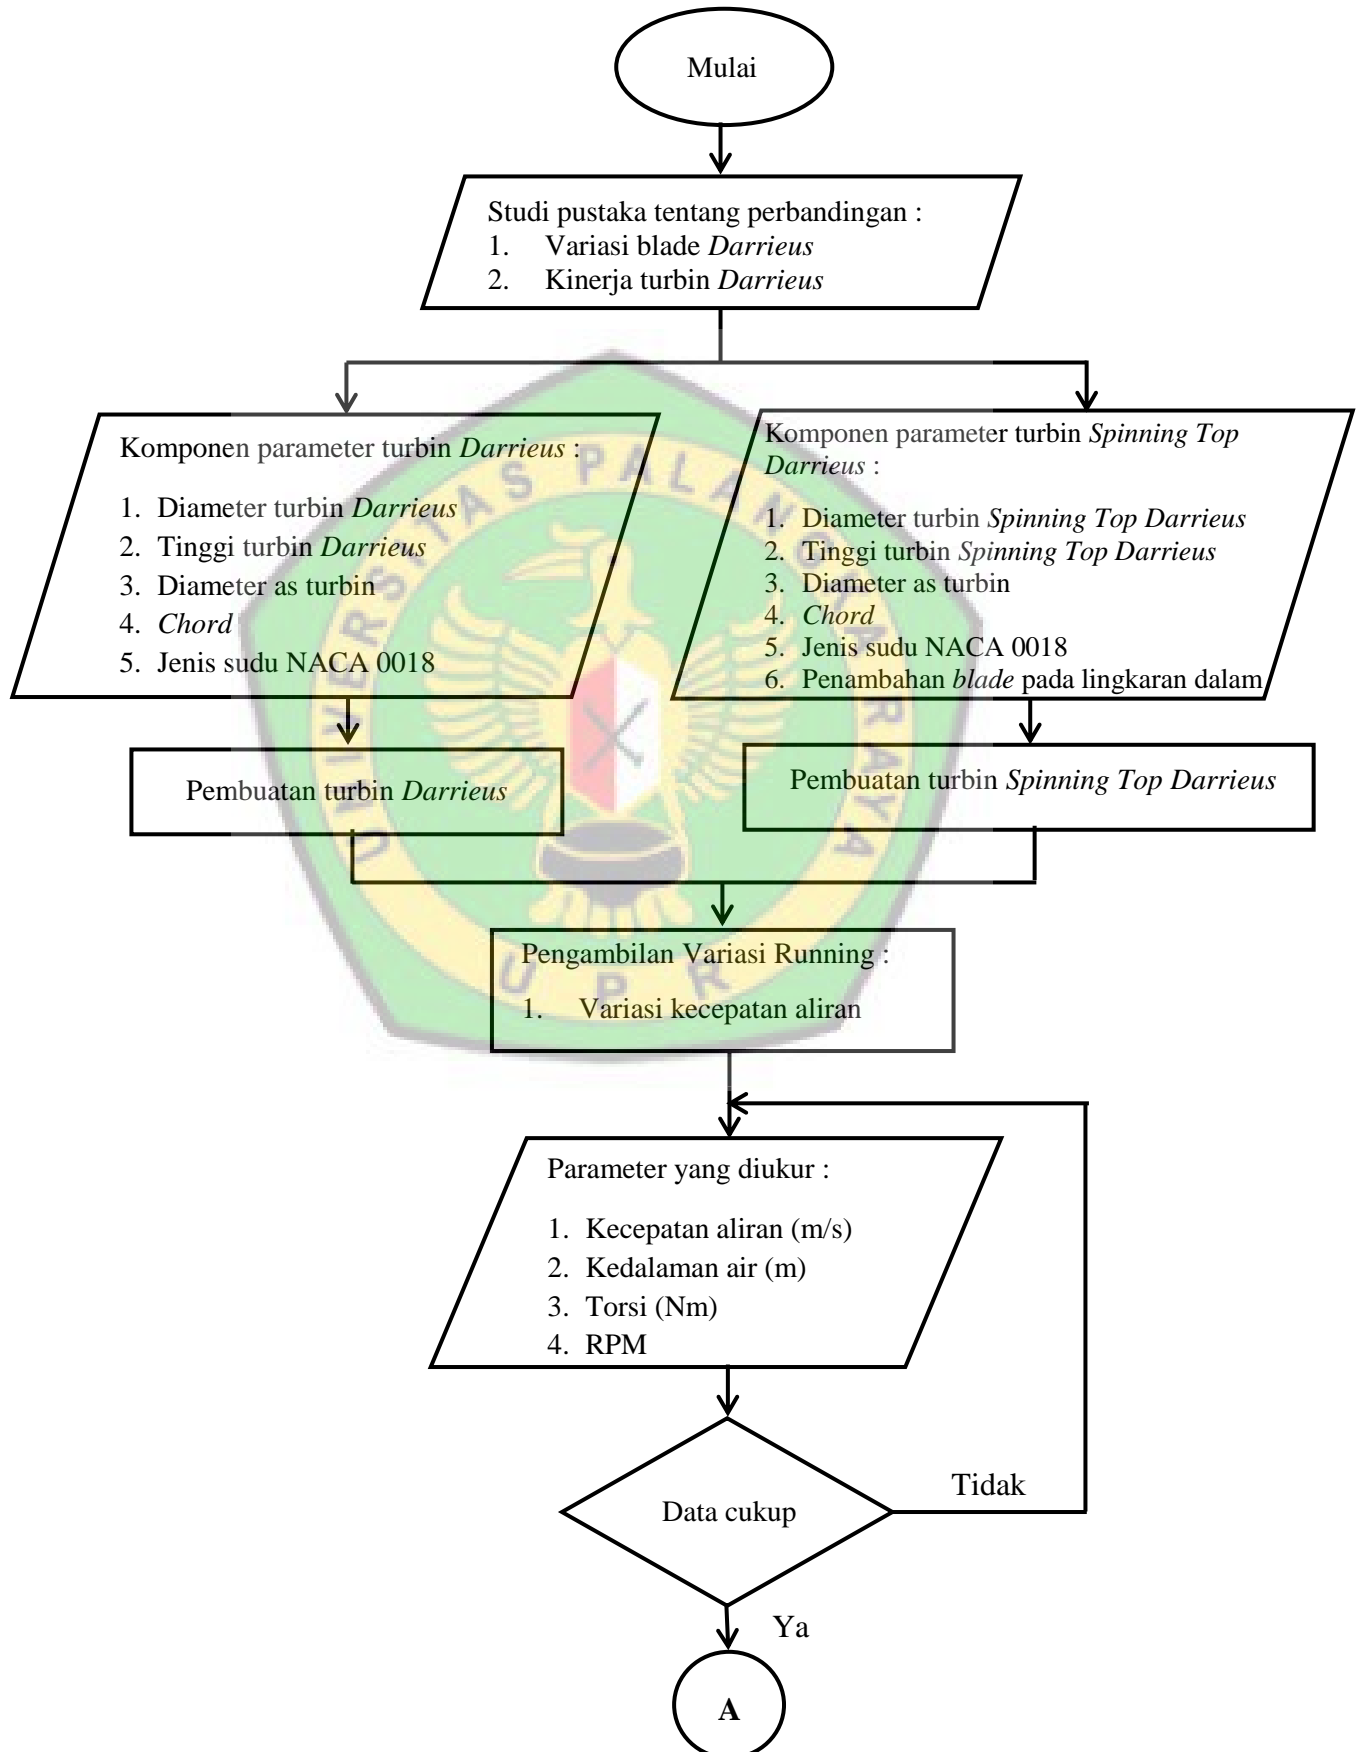 Mulai
Studi pustaka tentang perbandingan :
1. Variasi blade Darrieus
2. Kinerja turbin Darrieus
Komponen parameter turbin Darrieus :
1. Diameter turbin Darrieus
2. Tinggi turbin Darrieus
3. Diameter as turbin
4. Chord
5. Jenis sudu NACA 0018
Komponen parameter turbin Spinning Top
Darrieus :
1. Diameter turbin Spinning Top Darrieus
2. Tinggi turbin Spinning Top Darrieus
3. Diameter as turbin
4. Chord
5. Jenis sudu NACA 0018
6. Penambahan blade pada lingkaran dalam
Pembuatan turbin Darrieus
Pembuatan turbin Spinning Top Darrieus
UNIVERSITAS PALANGKARAYA
UPR
Pengambilan Variasi Running :
1. Variasi kecepatan aliran
Parameter yang diukur :
1. Kecepatan aliran (m/s)
2. Kedalaman air (m)
3. Torsi (Nm)
4. RPM
Data cukup
Tidak
Ya
A